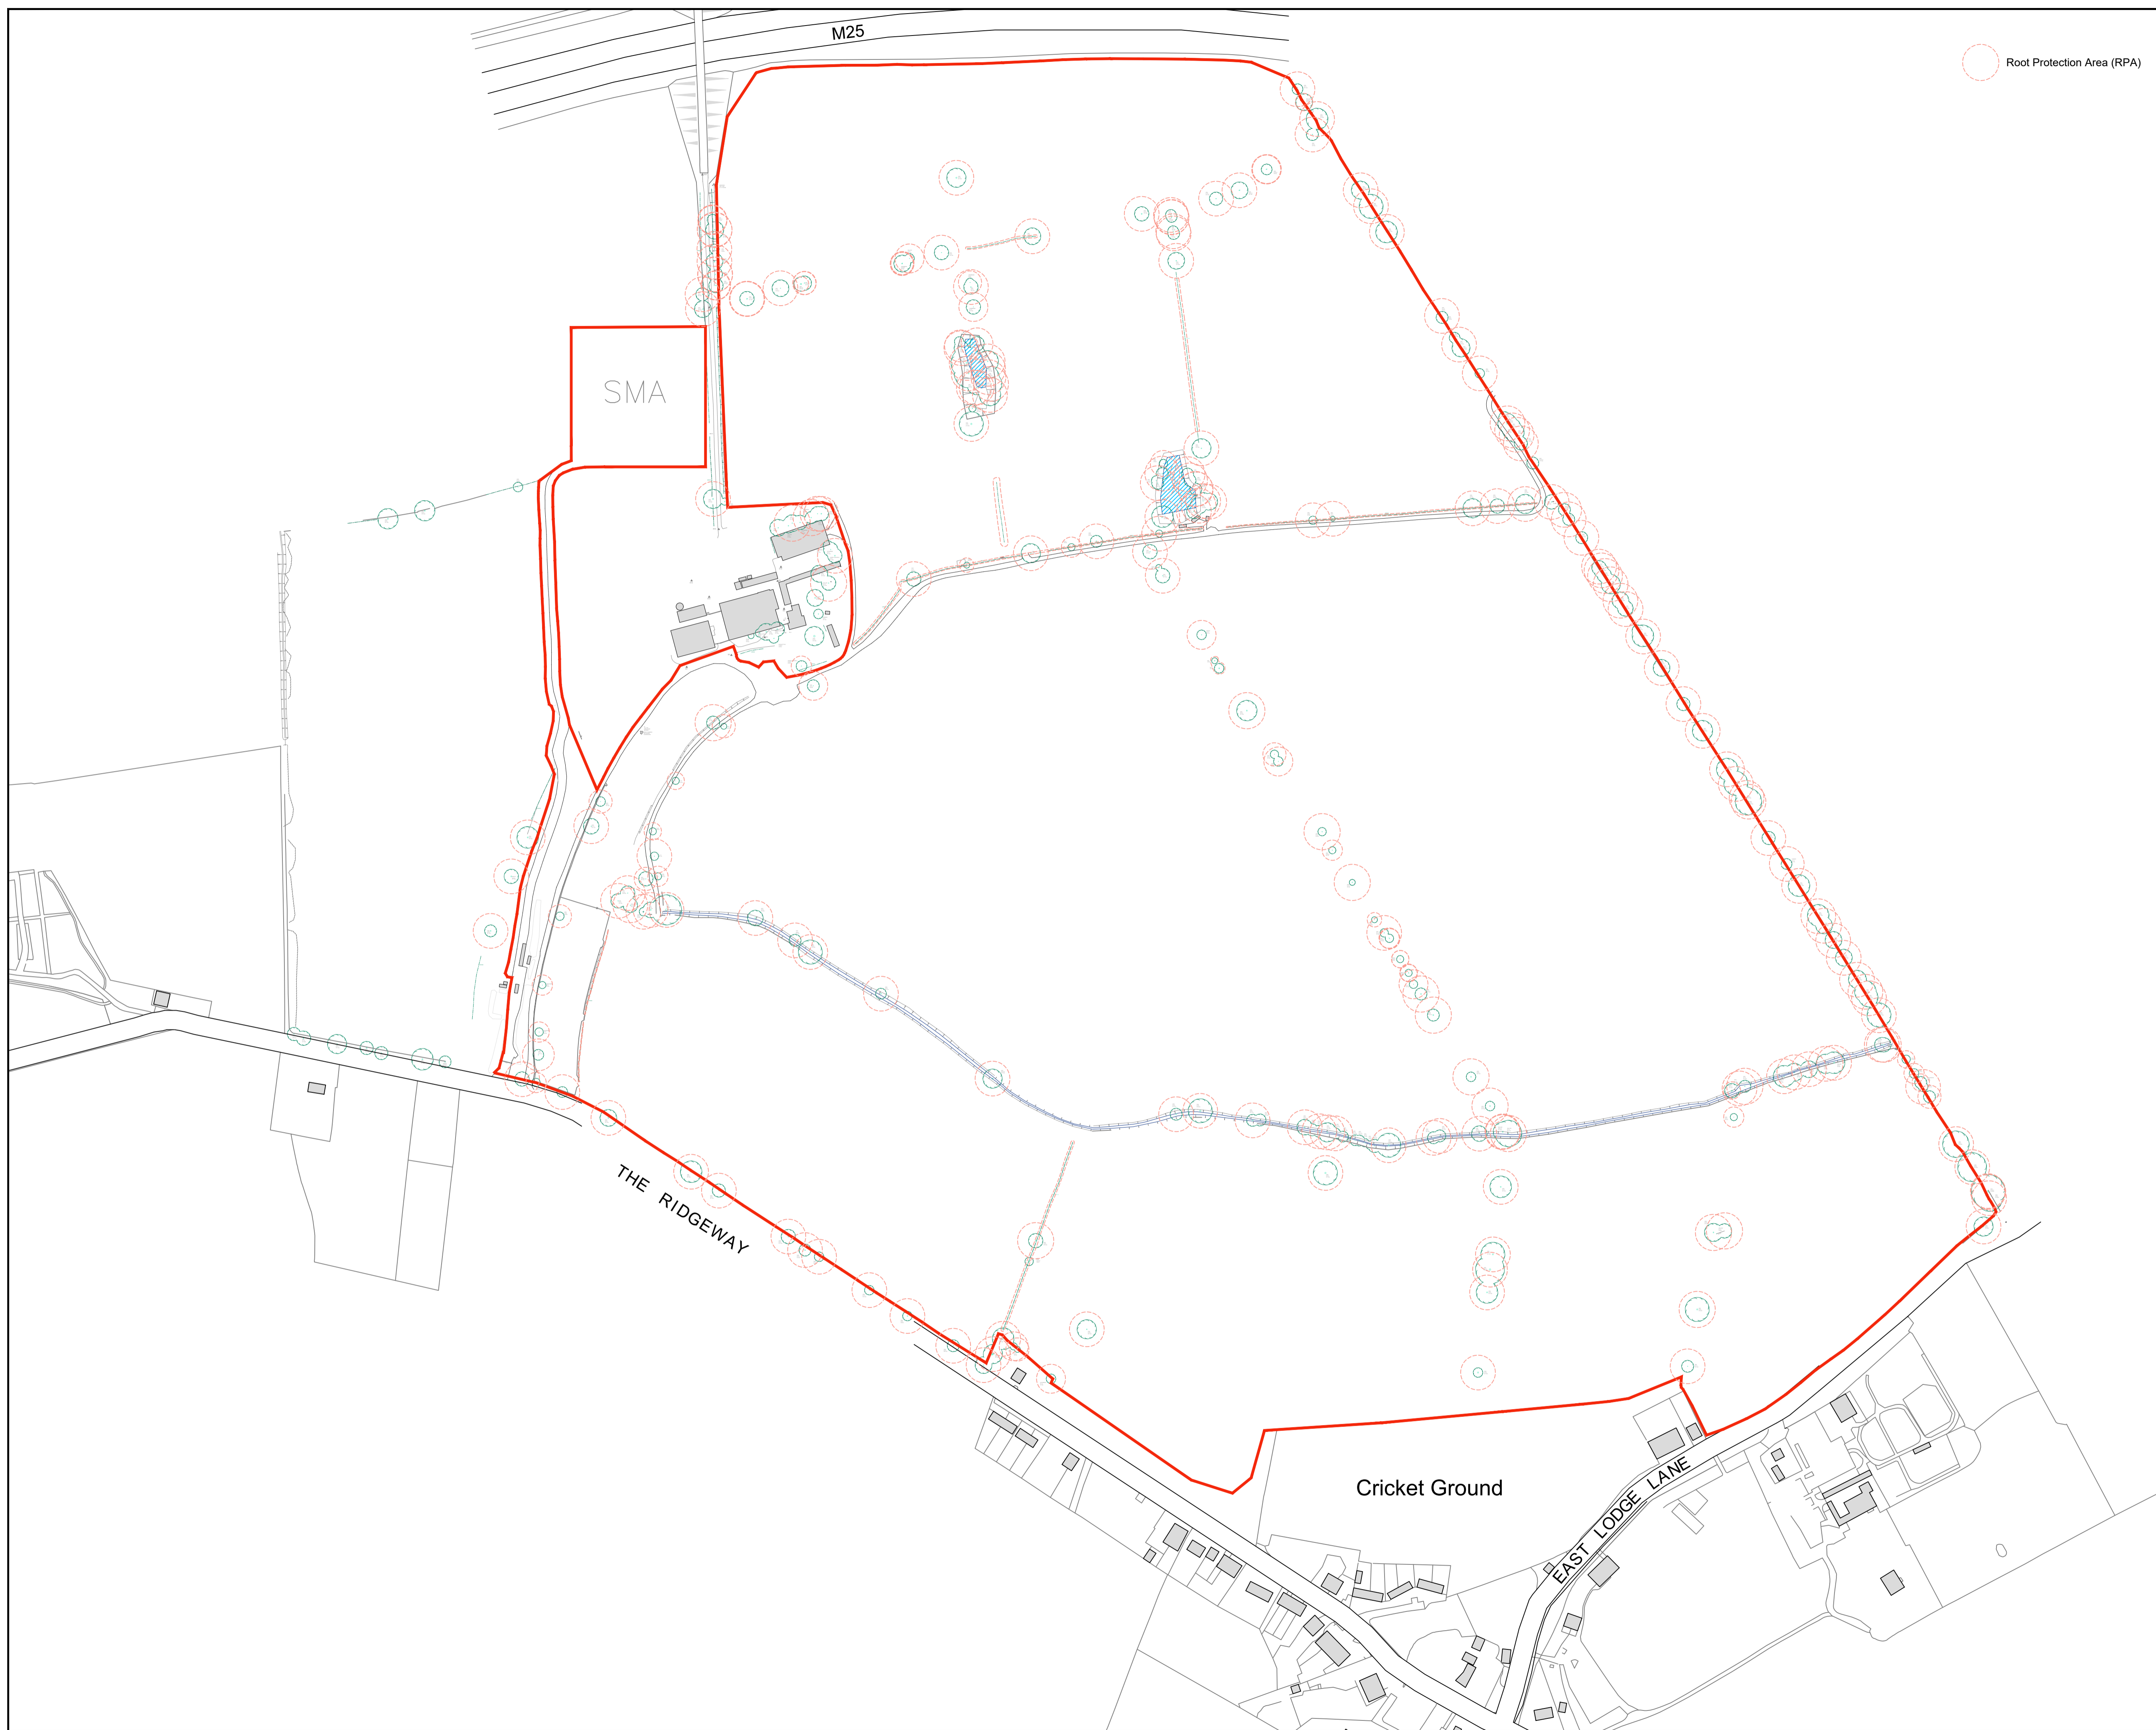 M25
Root Protection Area (RPA)
SMA
THE RIDGEWAY
Cricket Ground
EAST LODGE LANE